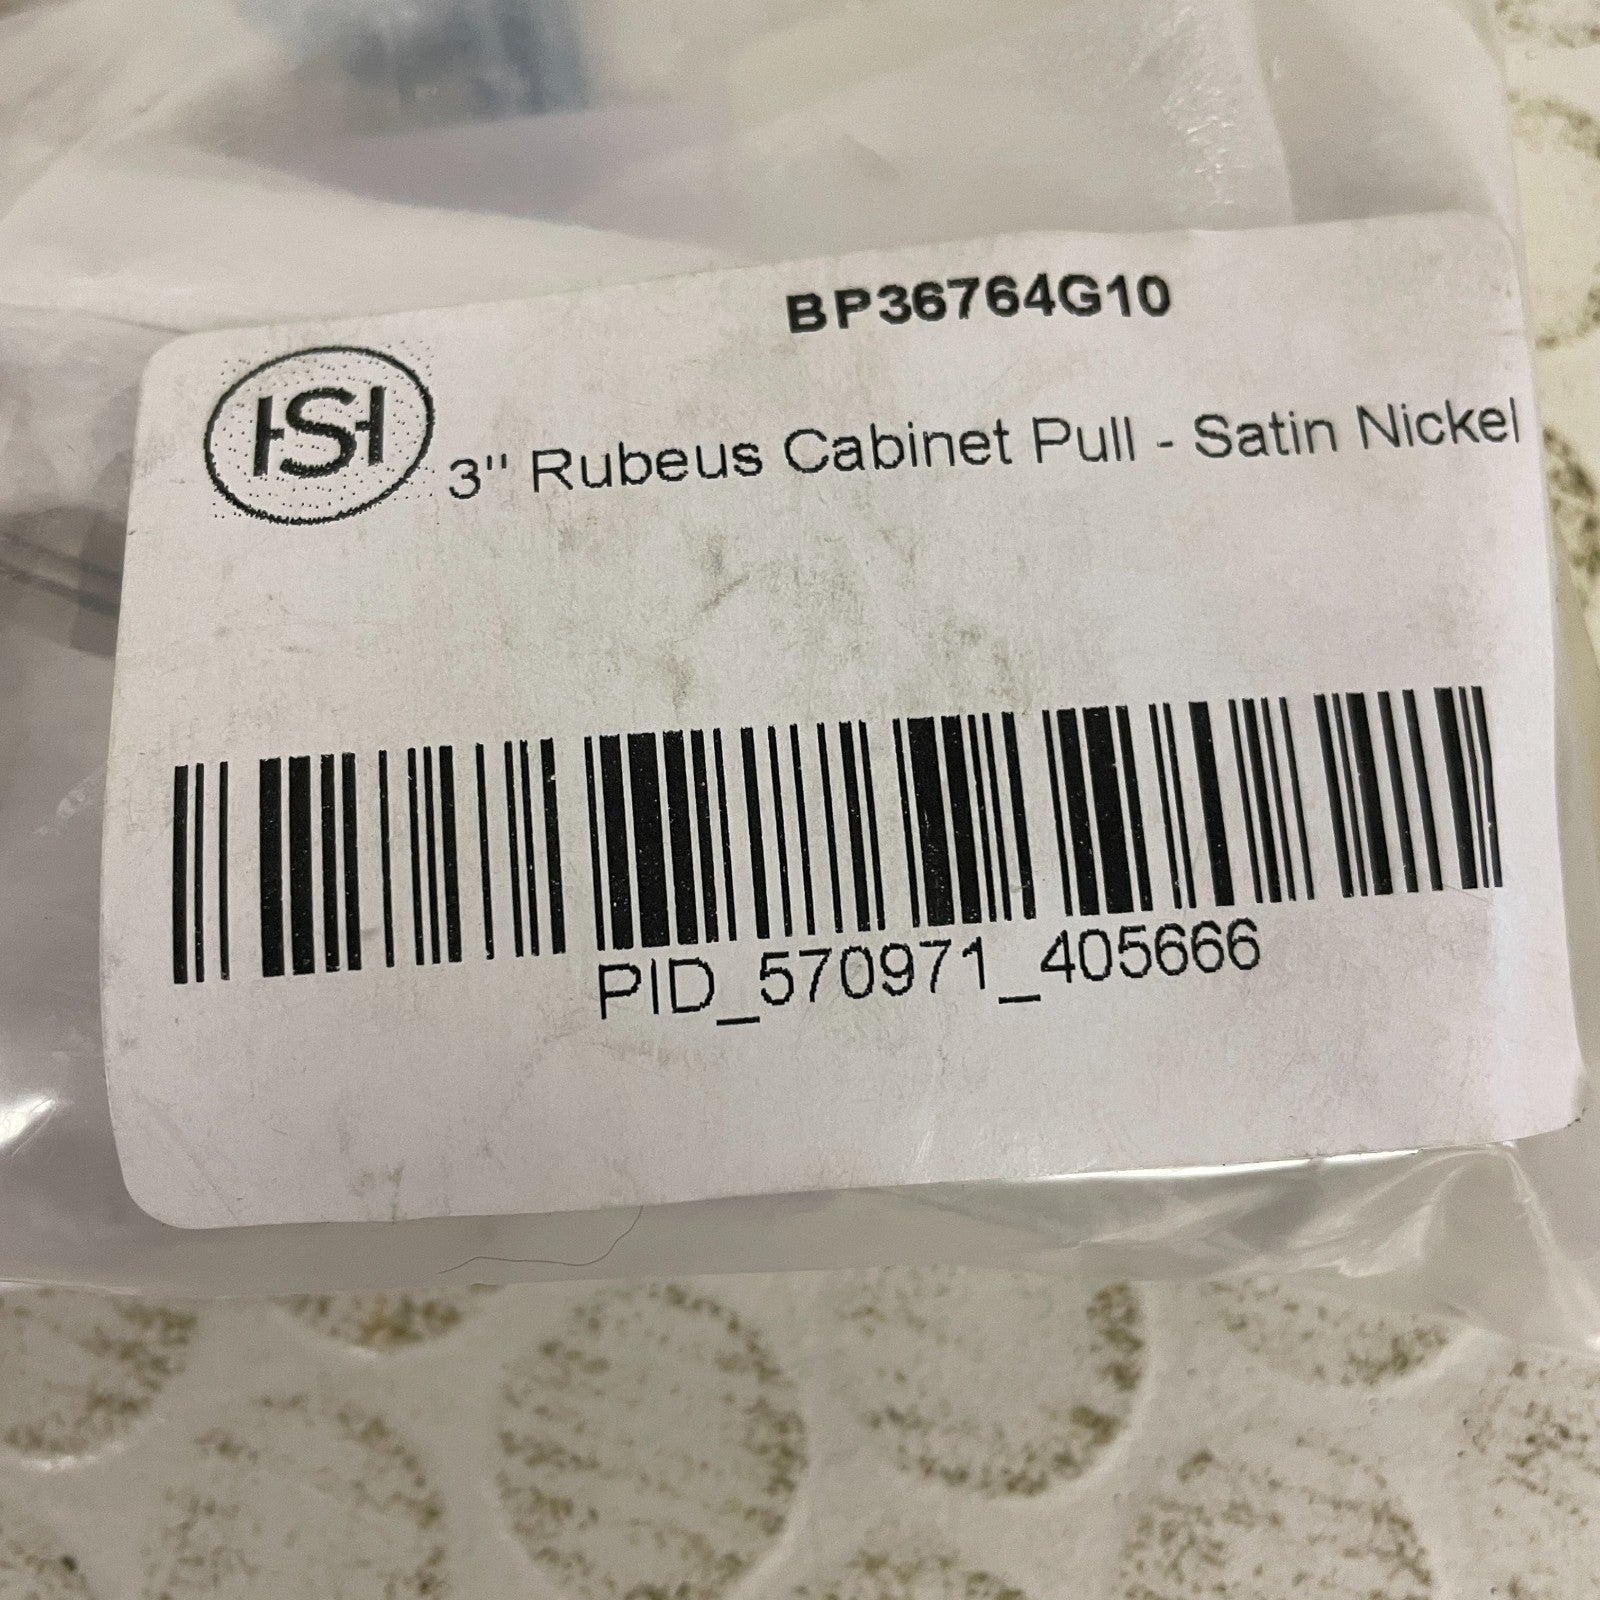 BP36764G10
HSH
3" Rubeus Cabinet Pull - Satin Nickel
PID_570971_405666